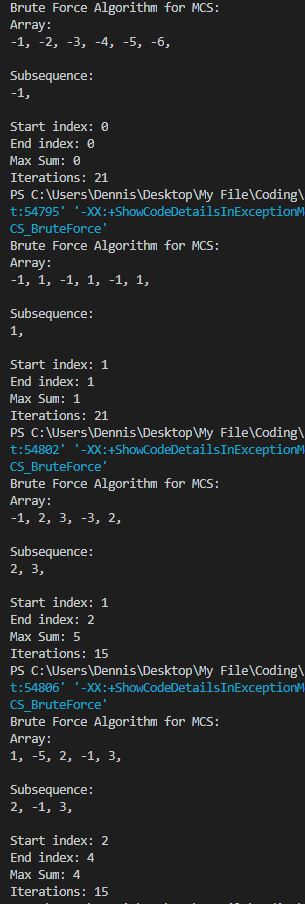 Brute Force Algorithm for MCS:
Array:
-1, -2, -3, -4, -5, -6,
Subsequence:
-1,
Start index: 0
End index: 0
Max Sum: 0
Iterations: 21
PS C:\Users\Dennis\Desktop\My File\Coding\
t:54795' '-XX:+ShowCodeDetailsInExceptionM
CS_BruteForce'
Brute Force Algorithm for MCS:
Array:
-1, 1, -1, 1, -1, 1,
Subsequence:
1,
Start index: 1
End index: 1
Max Sum: 1
Iterations: 21
PS C:\Users\Dennis\Desktop\My File\Coding\
t:54802' '-XX:+ShowCodeDetailsInExceptionM
CS_BruteForce'
Brute Force Algorithm for MCS:
Array:
-1, 2, 3, -3, 2,
Subsequence:
2, 3,
Start index: 1
End index: 2
Max Sum: 5
Iterations: 15
PS C:\Users\Dennis\Desktop\My File\Coding\
t:54806' '-XX:+ShowCodeDetailsInExceptionM
CS_BruteForce'
Brute Force Algorithm for MCS:
Array:
1, -5, 2, -1, 3,
Subsequence:
2, -1, 3,
Start index: 2
End index: 4
Max Sum: 4
Iterations: 15